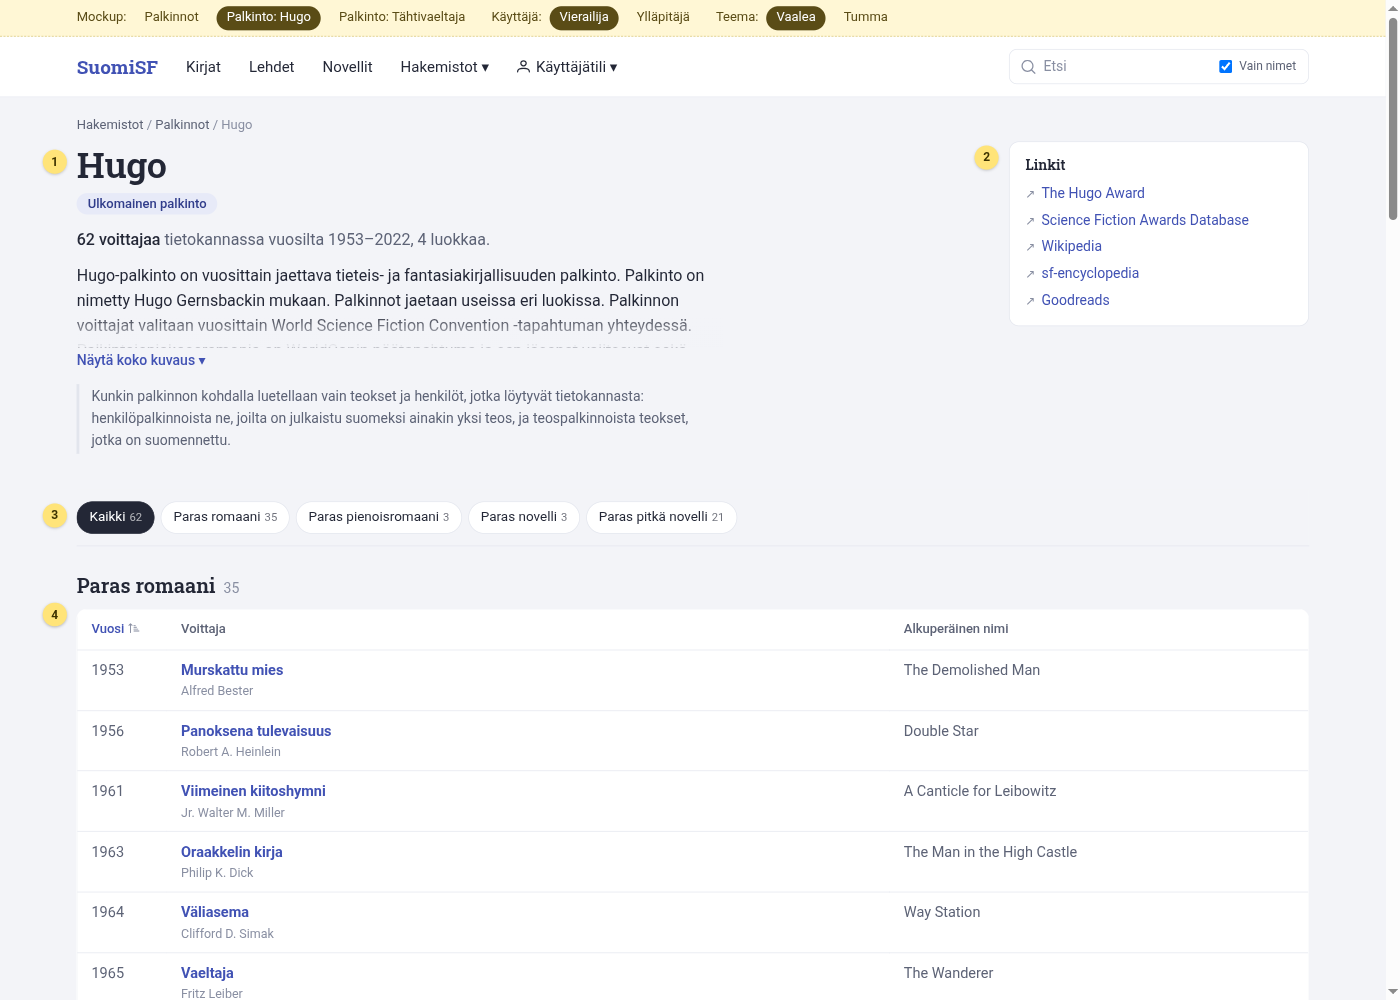 Mockup: Palkinnot Palkinto: Hugo Palkinto: Tähtivaeltaja Käyttäjä: Vierailija Ylläpitäjä Teema: Vaalea Tumma
SuomiSF Kirjat Lehdet Novellit Hakemistot ▾ Käyttäjätili ▾ Etsi Vain nimet
Hakemistot / Palkinnot / Hugo
1 Hugo
Ulkomainen palkinto
62 voittajaa tietokannassa vuosilta 1953–2022, 4 luokkaa.
Hugo-palkinto on vuosittain jaettava tieteis- ja fantasiakirjallisuuden palkinto. Palkinto on
nimetty Hugo Gernsbackin mukaan. Palkinnot jaetaan useissa eri luokissa. Palkinnon
voittajat valitaan vuosittain World Science Fiction Convention -tapahtuman yhteydessä.
Näytä koko kuvaus ▾
Kunkin palkinnon kohdalla luetellaan vain teokset ja henkilöt, jotka löytyvät tietokannasta:
henkilöpalkinnoista ne, joilta on julkaistu suomeksi ainakin yksi teos, ja teospalkinnoista teokset,
jotka on suomennettu.
2 Linkit
↗ The Hugo Award
↗ Science Fiction Awards Database
↗ Wikipedia
↗ sf-encyclopedia
↗ Goodreads
3 Kaikki 62 Paras romaani 35 Paras pienoisromaani 3 Paras novelli 3 Paras pitkä novelli 21
Paras romaani 35
4
Vuosi Voittaja Alkuperäinen nimi
1953 Murskattu mies The Demolished Man
Alfred Bester
1956 Panoksena tulevaisuus Double Star
Robert A. Heinlein
1961 Viimeinen kiitoshymni A Canticle for Leibowitz
Jr. Walter M. Miller
1963 Oraakkelin kirja The Man in the High Castle
Philip K. Dick
1964 Väliasema Way Station
Clifford D. Simak
1965 Vaeltaja The Wanderer
Fritz Leiber